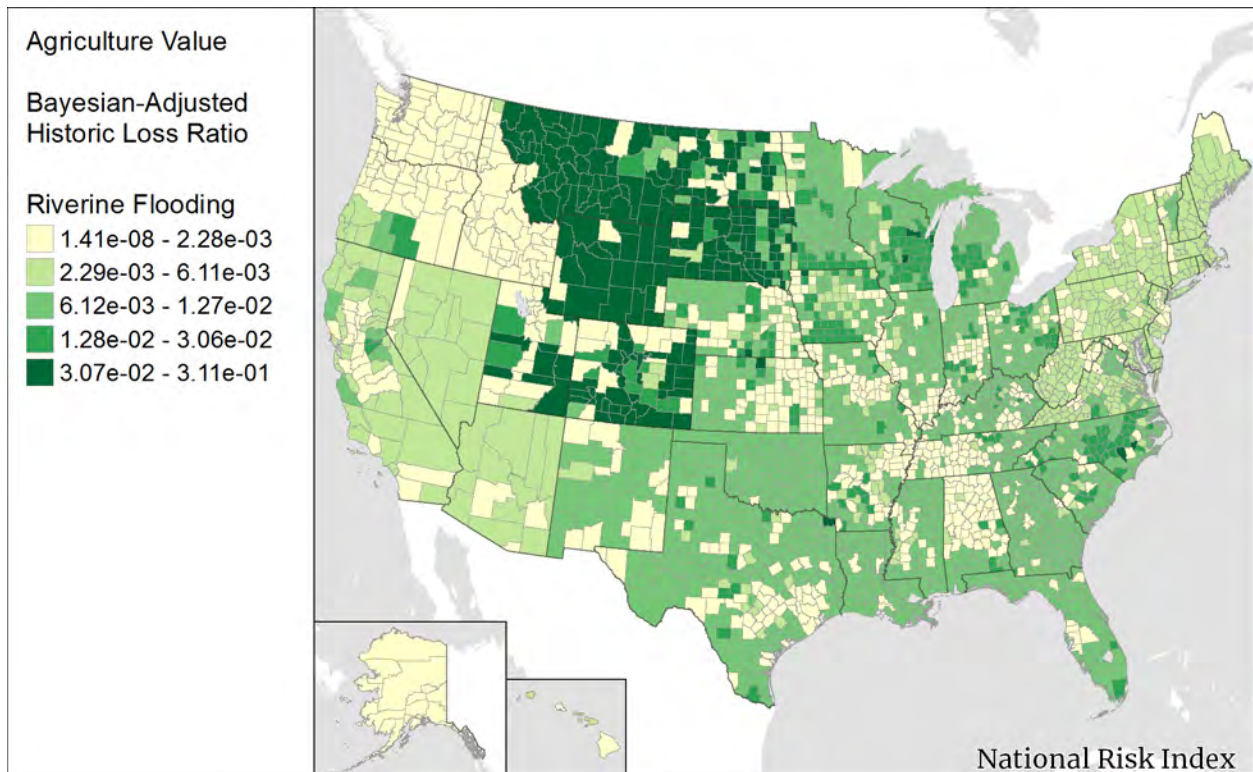 Agriculture Value
Bayesian-Adjusted
Historic Loss Ratio
Riverine Flooding
1.41e-08 - 2.28e-03
2.29e-03 - 6.11e-03
6.12e-03 - 1.27e-02
1.28e-02 - 3.06e-02
3.07e-02 - 3.11e-01
National Risk Index